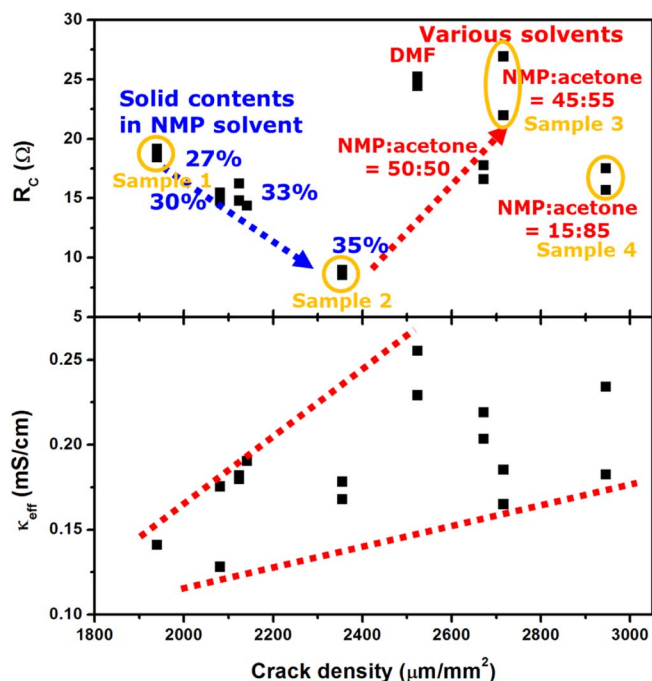 30
25
20
15
10
5
R_C (Ω)
Various solvents
DMF
NMP:acetone
= 45:55
Sample 3
Solid contents
in NMP solvent
NMP:acetone
= 50:50
27%
Sample 1
30%
33%
NMP:acetone
= 15:85
Sample 4
35%
Sample 2
0.25
0.20
0.15
0.10
κ_eff (mS/cm)
1800 2000 2200 2400 2600 2800 3000
Crack density (μm/mm²)